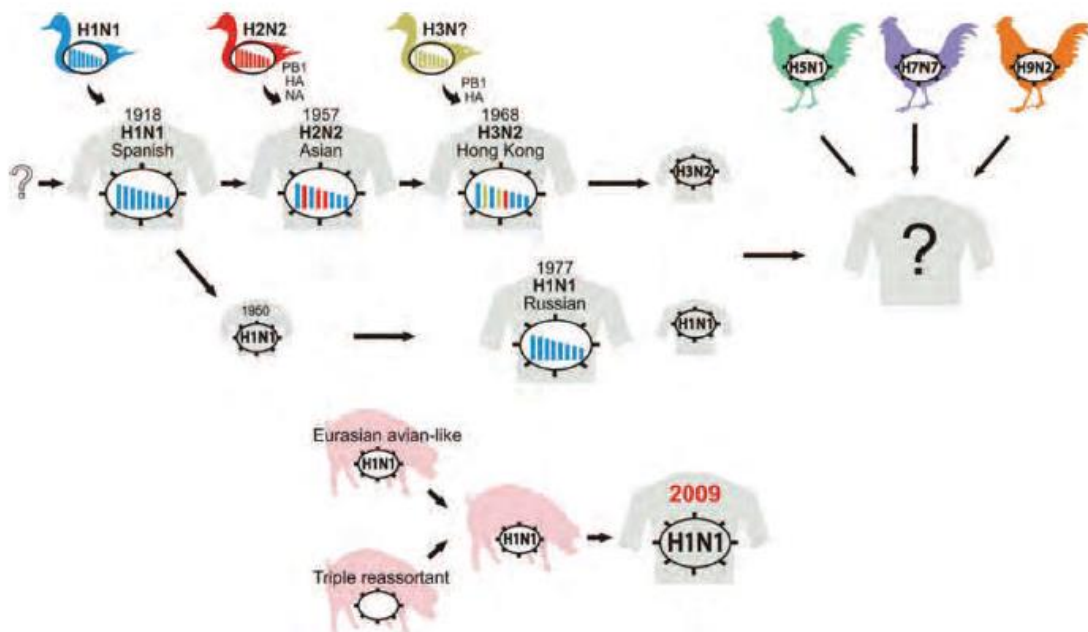 H1N1
H2N2
H3N?
H5N1
H7N7
H9N2
PB1
HA
NA
PB1
HA
1918
H1N1
Spanish
1957
H2N2
Asian
1968
H3N2
Hong Kong
?
H3N2
?
1950
H1N1
1977
H1N1
Russian
H1N1
Eurasian avian-like
H1N1
H1N1
2009
H1N1
Triple reassortant